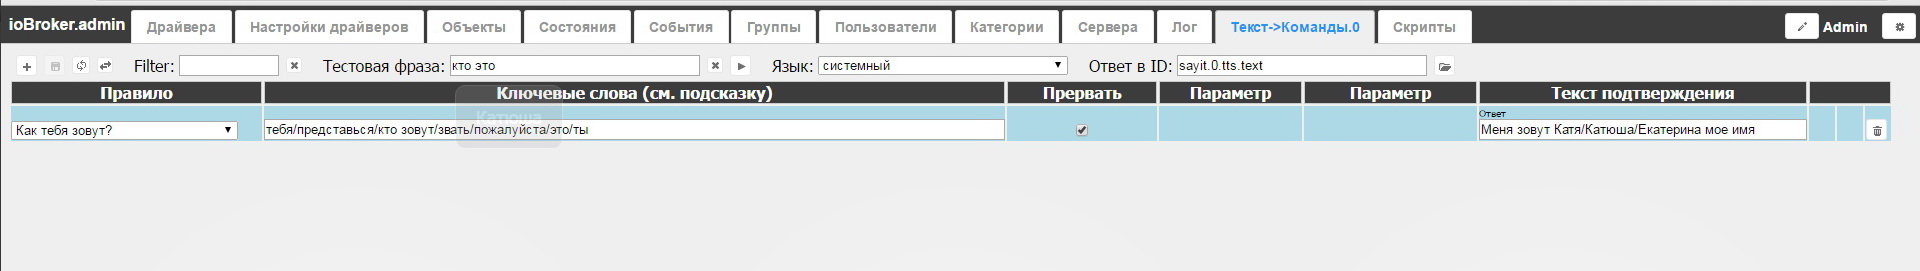 ioBroker.admin Драйвера Настройки драйверов Объекты Состояния События Группы Пользователи Категории Сервера Лог Текст->Команды.0 Скрипты Admin
Filter: Тестовая фраза: кто это Язык: системный Ответ в ID: sayit.0.tts.text
Правило Ключевые слова (см. подсказку) Прервать Параметр Параметр Текст подтверждения
Катюша
Ответ
Как тебя зовут? тебя/представься/кто зовут/звать/пожалуйста/это/ты Меня зовут Катя/Катюша/Екатерина мое имя